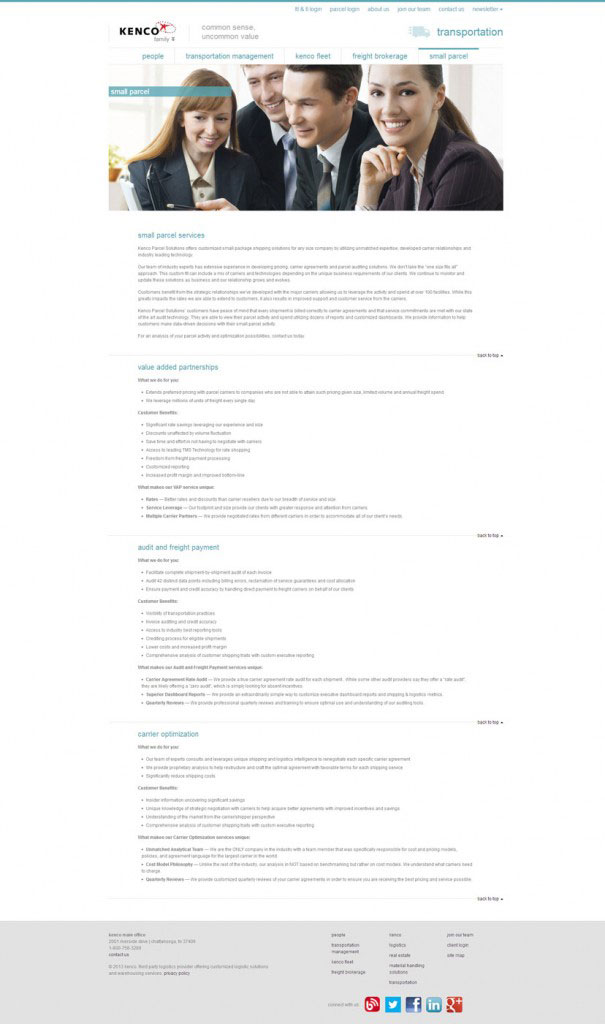 ltl & tl login parcel login about us join our team contact us newsletter
KENCO
family
common sense.
uncommon value
transportation
people transportation management kenco fleet freight brokerage small parcel
small parcel
small parcel services
Kenco Parcel Solutions offers customized small package shipping solutions for any size company by utilizing unmatched expertise, developed carrier relationships and
industry leading technology.
Our team of industry experts has extensive experience in developing pricing, carrier agreements and parcel auditing solutions. We don't take the "one size fits all"
approach. This custom-fit can include a mix of carriers and technologies depending on the unique business requirements of our clients. We continue to monitor and
update these solutions as business and our relationship grows and evolves.
Customers benefit from the strategic relationships we've developed with the major carriers allowing us to leverage the activity and spend at over 100 facilities. While this
greatly impacts the rates we are able to extend to customers, it also results in improved support and customer service from the carriers.
Kenco Parcel Solutions' customers have peace of mind that every shipment is billed correctly to carrier agreements and that service commitments are met with our state
of the art audit technology. They are able to view their parcel activity and spend utilizing dozens of reports and customized dashboards. We provide information to help
customers make data-driven decisions with their small parcel activity.
For an analysis of your parcel activity and optimization possibilities, contact us today.
back to top
value added partnerships
What we do for you:
Extends preferred pricing with parcel carriers to companies who are not able to attain such pricing given size, limited volume and annual freight spend
We leverage millions of units of freight every single day
Customer Benefits:
Significant rate savings leveraging our experience and size
Discounts unaffected by volume fluctuation
Save time and effort in not having to negotiate with carriers
Access to leading TMS Technology for rate shopping
Freedom from freight payment processing
Customized reporting
Increased profit margin and improved bottom-line
What makes our VAP service unique:
Rates — Better rates and discounts than carrier resellers due to our breadth of service and size
Service Leverage — Our footprint and size provide our clients with greater response and attention from carriers
Multiple Carrier Partners — We provide negotiated rates from different carriers in order to accommodate all of our client's needs
back to top
audit and freight payment
What we do for you:
Facilitate complete shipment-by-shipment audit of each invoice
Audit 42 distinct data points including billing errors, reclamation of service guarantees and cost allocative
Ensure payment and credit accuracy by handling direct payment to freight carriers on behalf of our clients
Customer Benefits:
Visibility of transportation practices
Invoice auditing and credit accuracy
Access to industry best reporting tools
Crediting process for eligible shipments
Lower costs and increased profit margin
Comprehensive analysis of customer shipping traits with custom executive reporting
What makes our Audit and Freight Payment services unique:
Carrier Agreement Rate Audit — We provide a true carrier agreement rate audit for each shipment. While some other audit providers say they offer a "rate audit",
they are likely offering a "zero audit", which is simply looking for absent incentives.
Superior Dashboard Reports — We provide an extraordinarily simple way to customize executive dashboard reports and shipping & logistics metrics.
Quarterly Reviews — We provide professional quarterly reviews and training to ensure optimal use and understanding of our auditing tools.
back to top
carrier optimization
What we do for you:
Our team of experts consults and leverages unique shipping and logistics intelligence to renegotiate each specific carrier agreement
We provide proprietary analysis to help restructure and craft the optimal agreement with favorable terms for each shipping service
Significantly reduce shipping costs
Customer Benefits:
Insider information uncovering significant savings
Unique knowledge of strategic negotiation with carriers to help acquire better agreements with improved incentives and savings
Understanding of the market from the carrier/shipper perspective
Comprehensive analysis of customer shipping traits with custom executive reporting
What makes our Carrier Optimization services unique:
Unmatched Analytical Team — We are the ONLY company in the industry with a team member that was specifically responsible for cost and pricing models,
policies, and agreement language for the largest carrier in the world.
Cost Model Philosophy — Unlike the rest of the industry, our analysis in NOT based on benchmarking but rather on cost models. We understand what carriers need
to charge.
Quarterly Reviews — We provide customized quarterly reviews of your carrier agreements in order to ensure you are receiving the best pricing and service possible.
back to top
kenco main office
2001 riverside drive | chattanooga, tn 37406
1-800-758-3289
contact us
© 2013 kenco. third party logistics provider offering customized logistic solutions
and warehousing services. privacy policy
people
transportation
management
kenco fleet
freight brokerage
kenco
logistics
real estate
material handling
solutions
transportation
join our team
client login
site map
connect with us: